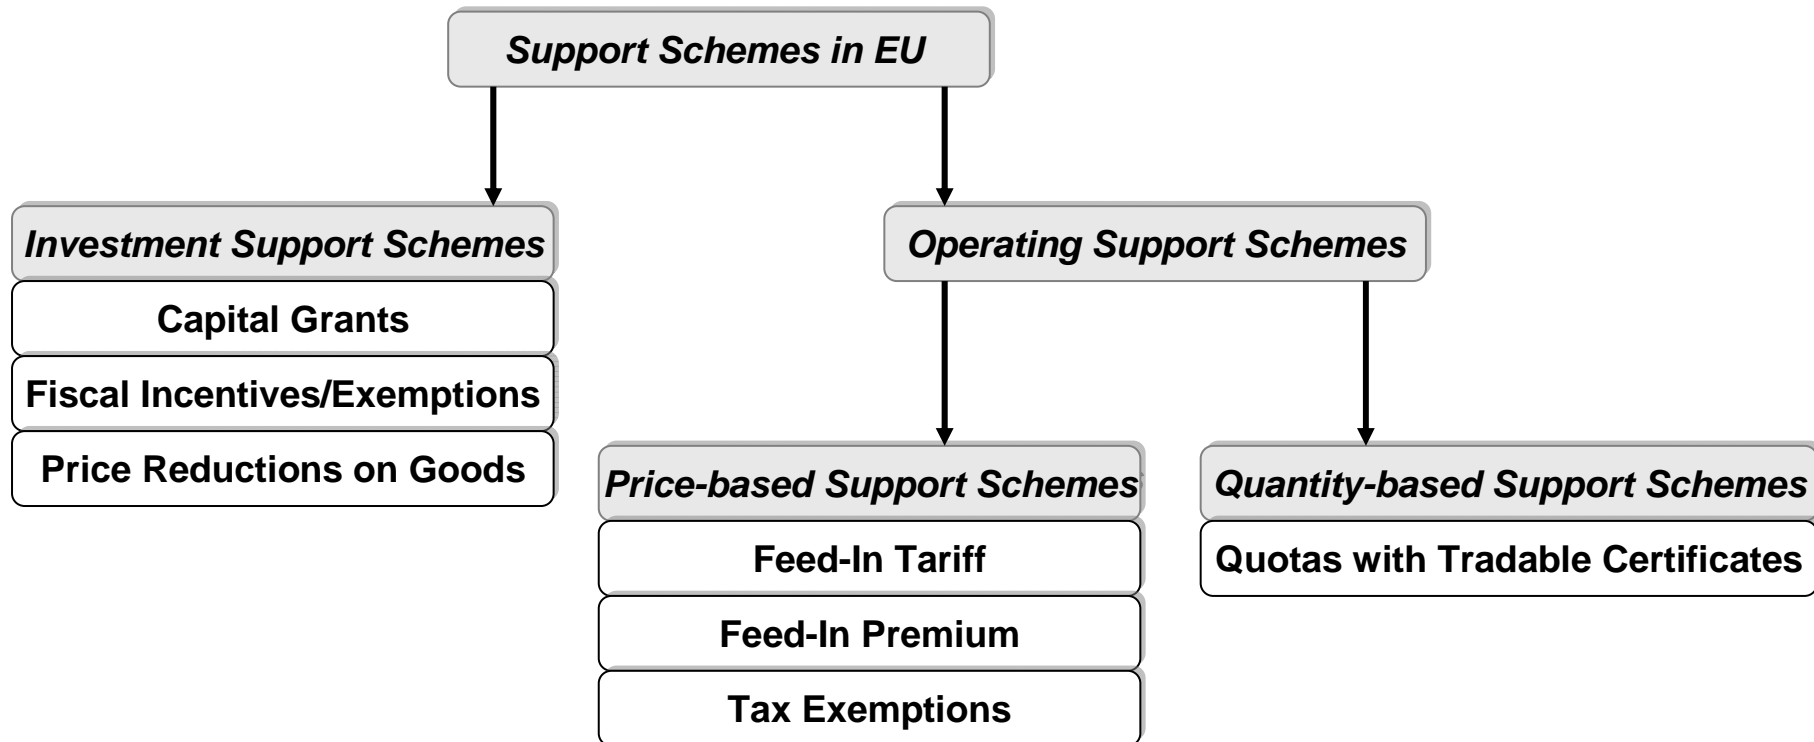 Support Schemes in EU
Investment Support Schemes
Capital Grants
Fiscal Incentives/Exemptions
Price Reductions on Goods
Operating Support Schemes
Price-based Support Schemes
Feed-In Tariff
Feed-In Premium
Tax Exemptions
Quantity-based Support Schemes
Quotas with Tradable Certificates